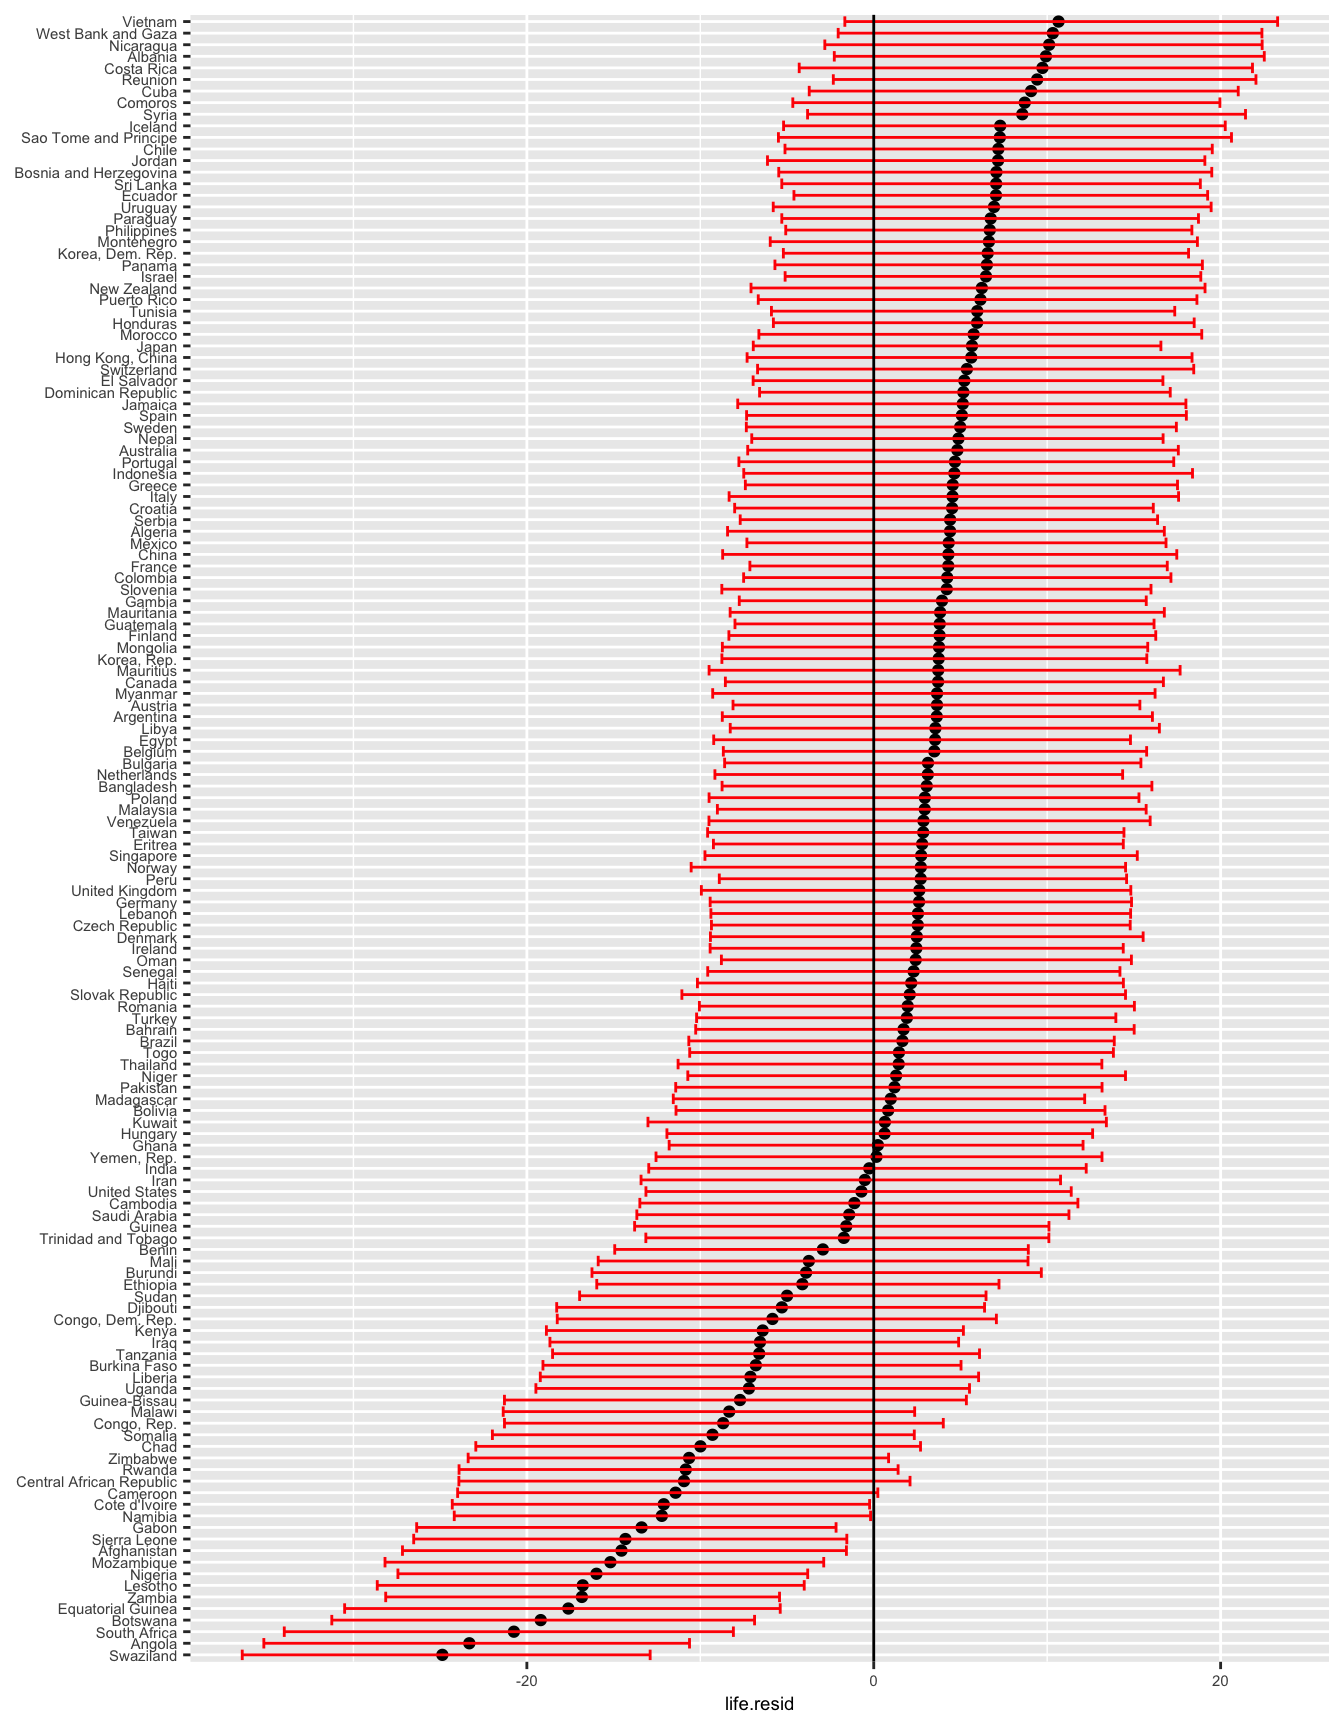 Vietnam
West Bank and Gaza
Nicaragua
Albania
Costa Rica
Reunion
Cuba
Comoros
Syria
Iceland
Sao Tome and Principe
Chile
Jordan
Bosnia and Herzegovina
Sri Lanka
Ecuador
Uruguay
Paraguay
Philippines
Montenegro
Korea, Dem. Rep.
Panama
Israel
New Zealand
Puerto Rico
Tunisia
Honduras
Morocco
Japan
Hong Kong, China
Switzerland
El Salvador
Dominican Republic
Jamaica
Spain
Sweden
Nepal
Australia
Portugal
Indonesia
Greece
Italy
Croatia
Serbia
Algeria
Mexico
China
France
Colombia
Slovenia
Gambia
Mauritania
Guatemala
Finland
Mongolia
Korea, Rep.
Mauritius
Canada
Myanmar
Austria
Argentina
Libya
Egypt
Belgium
Bulgaria
Netherlands
Bangladesh
Poland
Malaysia
Venezuela
Taiwan
Eritrea
Singapore
Norway
Peru
United Kingdom
Germany
Lebanon
Czech Republic
Denmark
Ireland
Oman
Senegal
Haiti
Slovak Republic
Romania
Turkey
Bahrain
Brazil
Togo
Thailand
Niger
Pakistan
Madagascar
Bolivia
Kuwait
Hungary
Ghana
Yemen, Rep.
India
Iran
United States
Cambodia
Saudi Arabia
Guinea
Trinidad and Tobago
Benin
Mali
Burundi
Ethiopia
Sudan
Djibouti
Congo, Dem. Rep.
Kenya
Iraq
Tanzania
Burkina Faso
Liberia
Uganda
Guinea-Bissau
Malawi
Congo, Rep.
Somalia
Chad
Zimbabwe
Rwanda
Central African Republic
Cameroon
Cote d'Ivoire
Namibia
Gabon
Sierra Leone
Afghanistan
Mozambique
Nigeria
Lesotho
Zambia
Equatorial Guinea
Botswana
South Africa
Angola
Swaziland
-20 0 20
life.resid